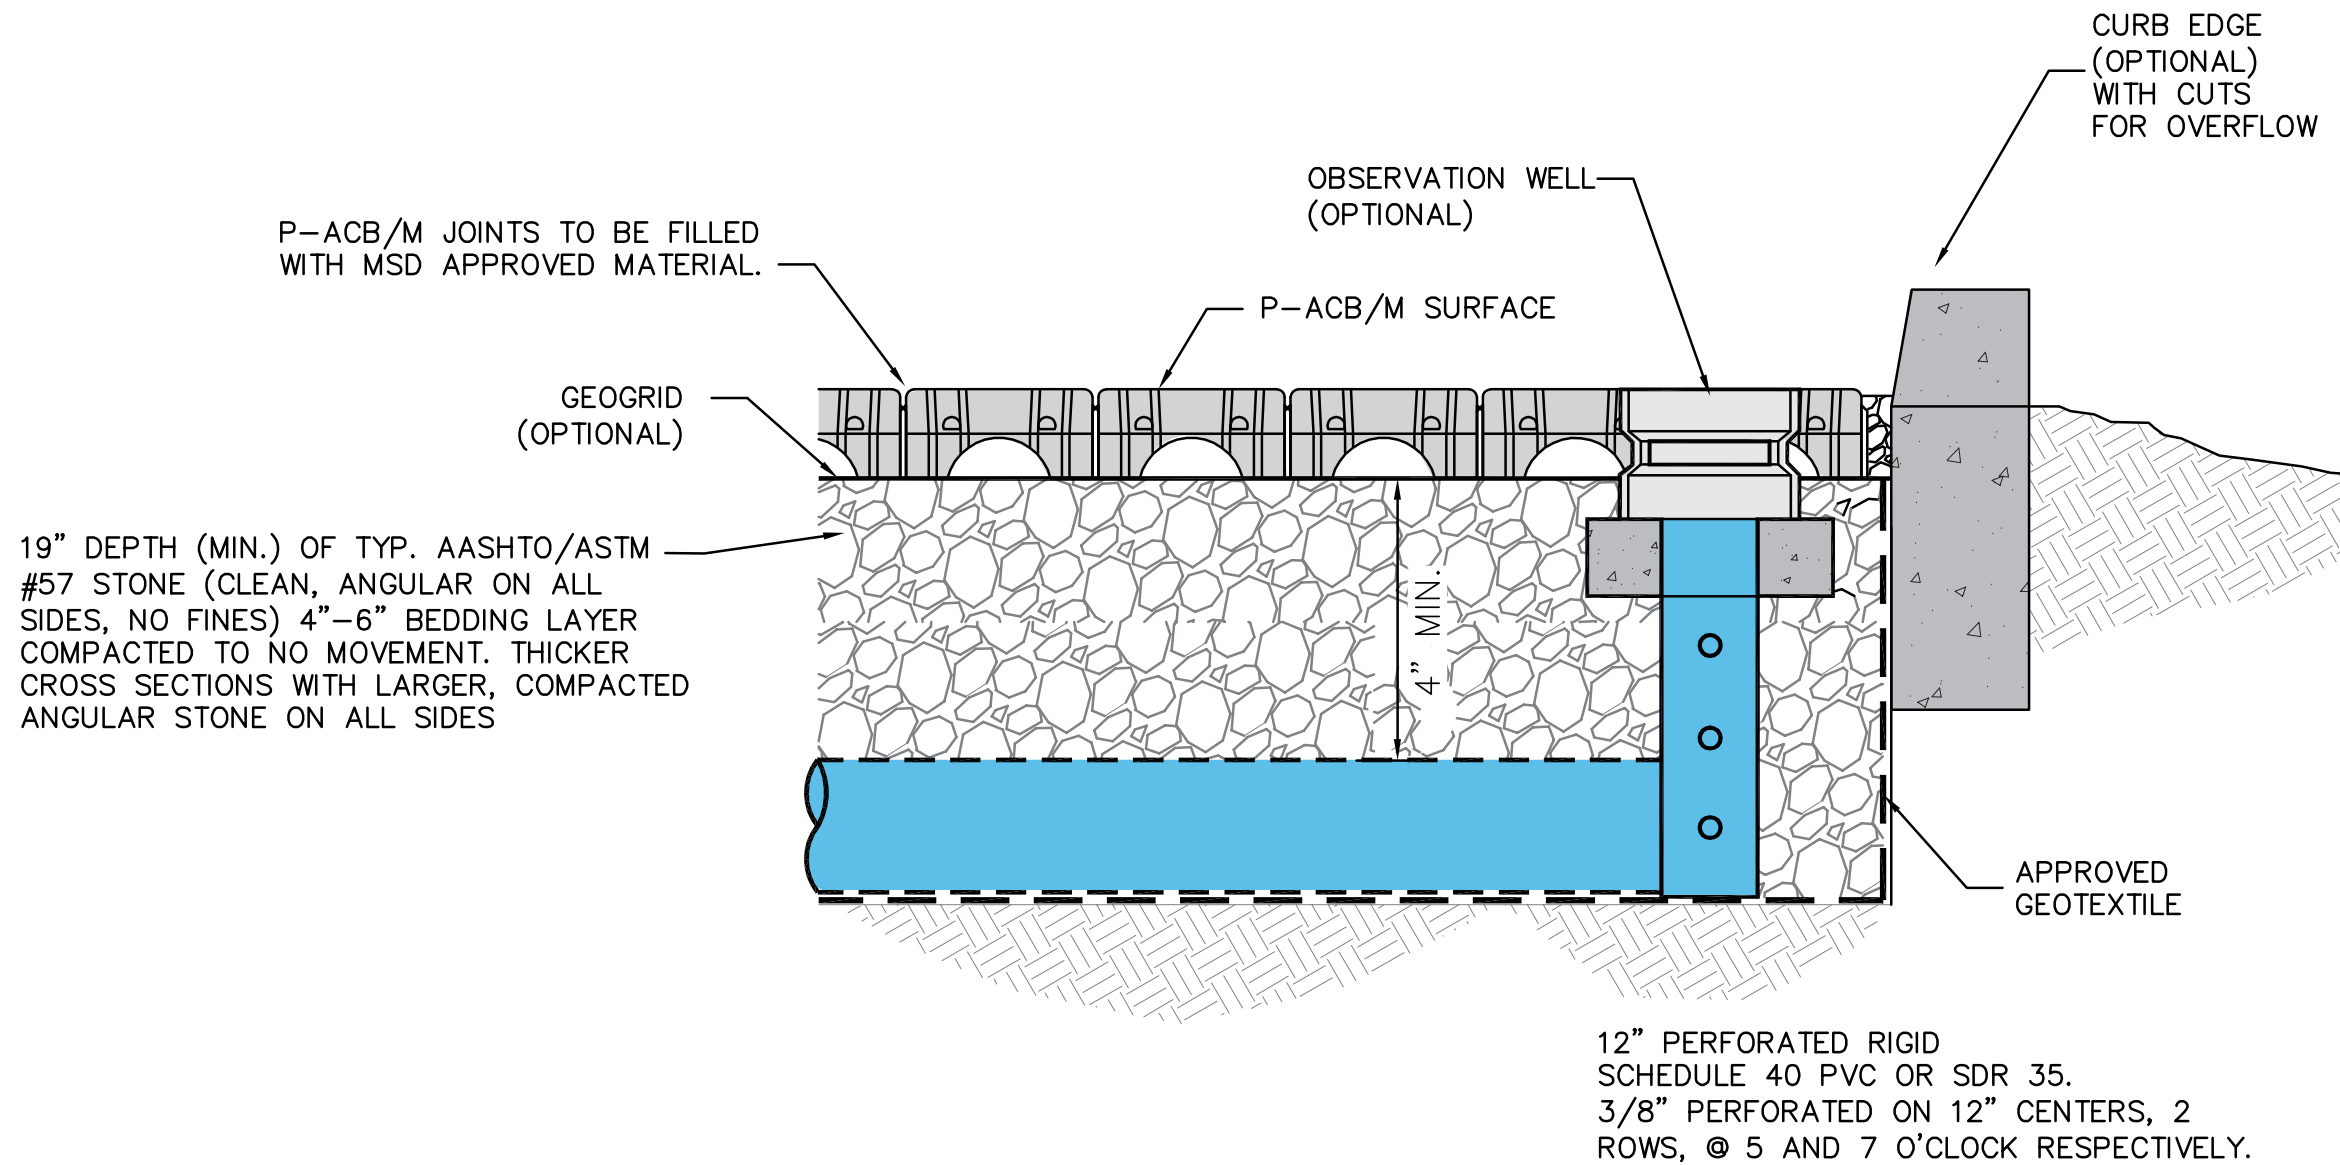 CURB EDGE
(OPTIONAL)
WITH CUTS
FOR OVERFLOW
OBSERVATION WELL
(OPTIONAL)
P-ACB/M JOINTS TO BE FILLED
WITH MSD APPROVED MATERIAL.
P-ACB/M SURFACE
GEOGRID
(OPTIONAL)
19” DEPTH (MIN.) OF TYP. AASHTO/ASTM
#57 STONE (CLEAN, ANGULAR ON ALL
SIDES, NO FINES) 4”-6” BEDDING LAYER
COMPACTED TO NO MOVEMENT. THICKER
CROSS SECTIONS WITH LARGER, COMPACTED
ANGULAR STONE ON ALL SIDES
4” MIN.
APPROVED
GEOTEXTILE
12” PERFORATED RIGID
SCHEDULE 40 PVC OR SDR 35.
3/8” PERFORATED ON 12” CENTERS, 2
ROWS, @ 5 AND 7 O’CLOCK RESPECTIVELY.